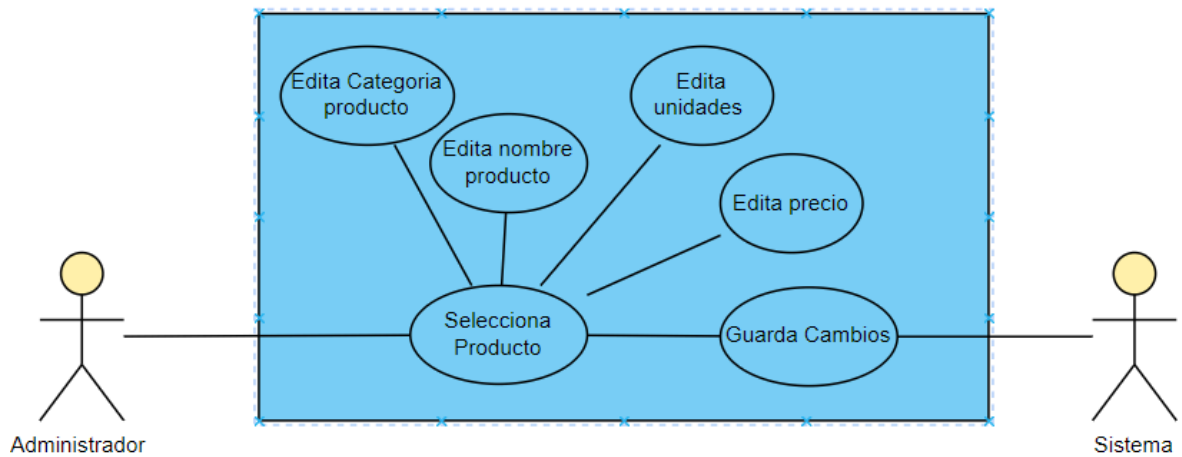 Edita Categoria
producto
Edita nombre
producto
Edita
unidades
Edita precio
Selecciona
Producto
Guarda Cambios
Administrador
Sistema